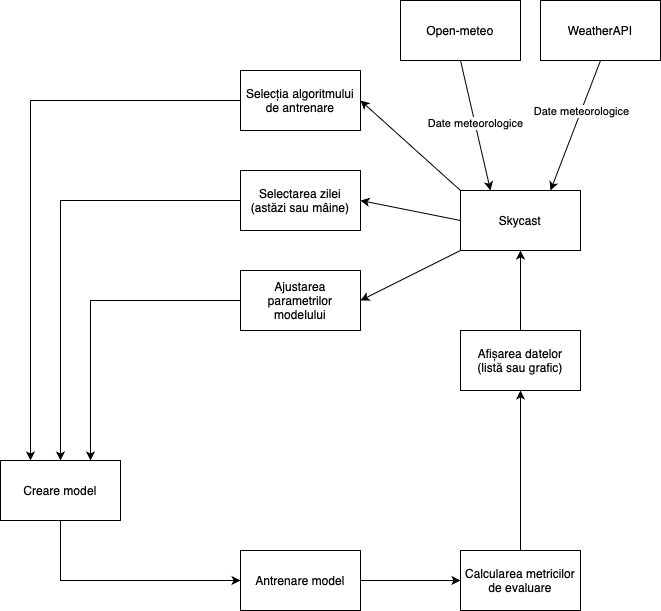 Open-meteo
WeatherAPI
Selecția algoritmului
de antrenare
Date meteorologice
Date meteorologice
Selectarea zilei
(astăzi sau mâine)
Skycast
Ajustarea
parametrilor
modelului
Afișarea datelor
(listă sau grafic)
Creare model
Antrenare model
Calcularea metricilor
de evaluare